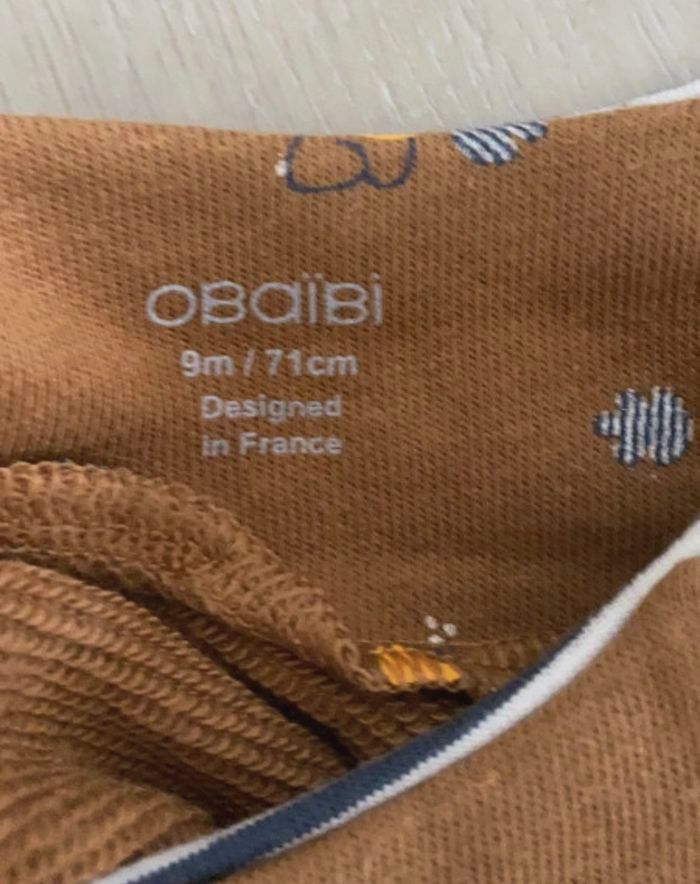 OBaïBi
9m / 71cm
Designed
in France